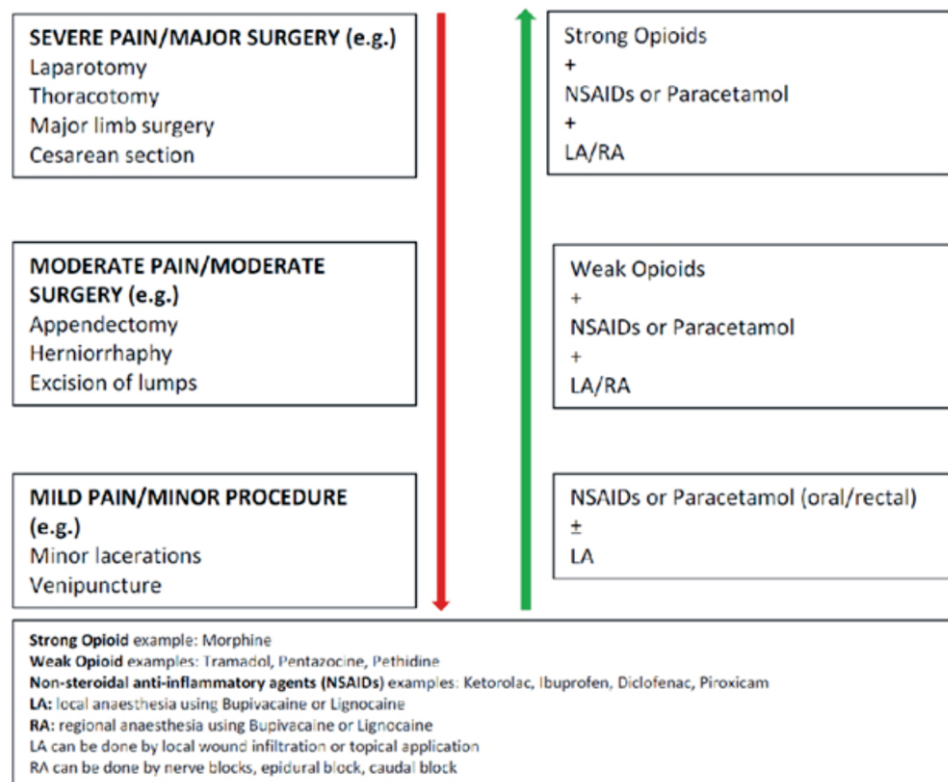 SEVERE PAIN/MAJOR SURGERY (e.g.)
Laparotomy
Thoracotomy
Major limb surgery
Cesarean section
Strong Opioids
+
NSAIDs or Paracetamol
+
LA/RA
MODERATE PAIN/MODERATE
SURGERY (e.g.)
Appendectomy
Herniorrhaphy
Excision of lumps
Weak Opioids
+
NSAIDs or Paracetamol
+
LA/RA
MILD PAIN/MINOR PROCEDURE
(e.g.)
Minor lacerations
Venipuncture
NSAIDs or Paracetamol (oral/rectal)
±
LA
Strong Opioid example: Morphine
Weak Opioid examples: Tramadol, Pentazocine, Pethidine
Non-steroidal anti-inflammatory agents (NSAIDs) examples: Ketorolac, Ibuprofen, Diclofenac, Piroxicam
LA: local anaesthesia using Bupivacaine or Lignocaine
RA: regional anaesthesia using Bupivacaine or Lignocaine
LA can be done by local wound infiltration or topical application
RA can be done by nerve blocks, epidural block, caudal block